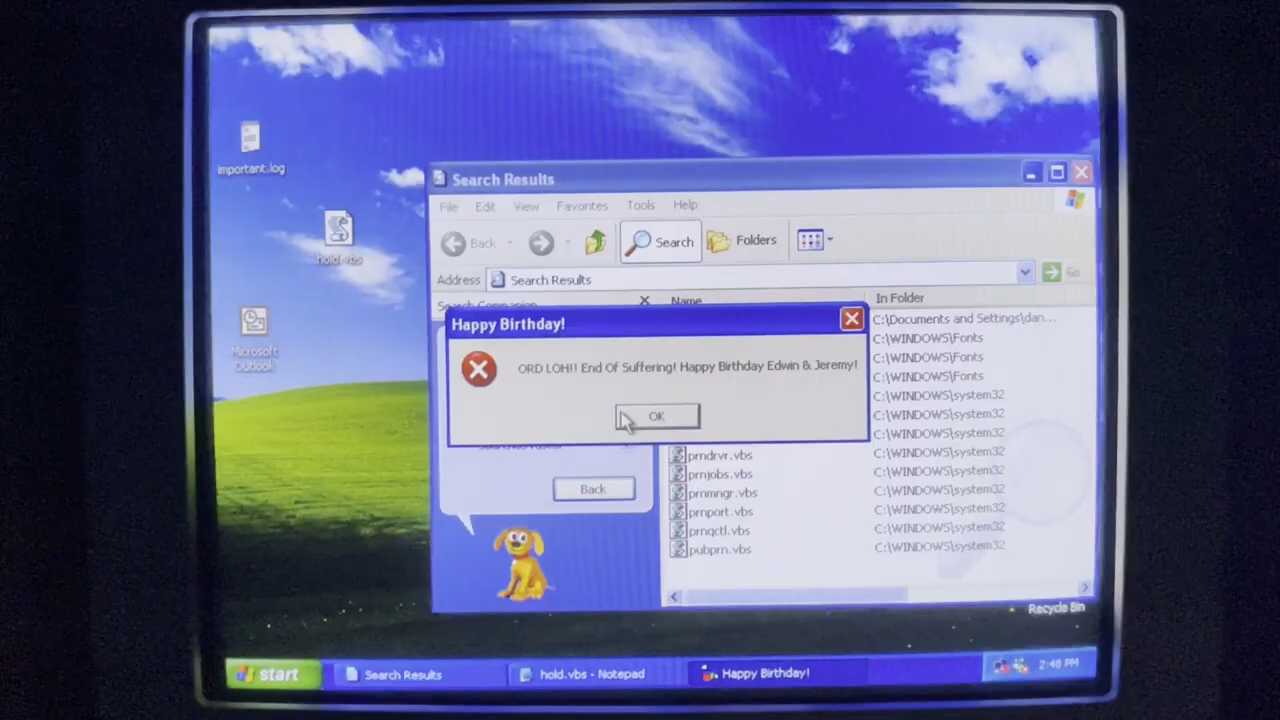 important.log
hold.vbs
Microsoft
Outlook
Search Results
File Edit View Favorites Tools Help
Back Search Folders
Address Search Results Go
Search Companion X Name In Folder
C:\Documents and Settings\dan...
C:\WINDOWS\Fonts
C:\WINDOWS\Fonts
C:\WINDOWS\Fonts
C:\WINDOWS\system32
C:\WINDOWS\system32
C:\WINDOWS\system32
Happy Birthday!
ORD LOH!! End Of Suffering! Happy Birthday Edwin & Jeremy!
OK
prndrvr.vbs C:\WINDOWS\system32
prnjobs.vbs C:\WINDOWS\system32
prnmngr.vbs C:\WINDOWS\system32
prnport.vbs C:\WINDOWS\system32
prnqctl.vbs C:\WINDOWS\system32
pubprn.vbs C:\WINDOWS\system32
Back
Recycle Bin
start Search Results hold.vbs - Notepad Happy Birthday! 2:48 PM